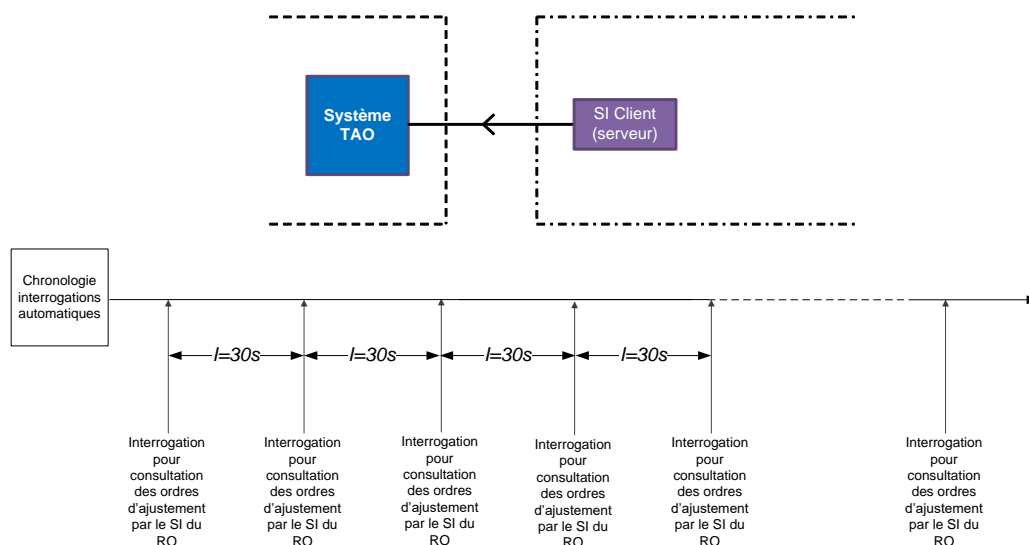 Système
TAO
SI Client
(serveur)
Chronologie
interrogations
automatiques
I=30s
I=30s
I=30s
I=30s
Interrogation
pour
consultation
des ordres
d'ajustement
par le SI du
RO
Interrogation
pour
consultation
des ordres
d'ajustement
par le SI du
RO
Interrogation
pour
consultation
des ordres
d'ajustement
par le SI du
RO
Interrogation
pour
consultation
des ordres
d'ajustement
par le SI du
RO
Interrogation
pour
consultation
des ordres
d'ajustement
par le SI du
RO
Interrogation
pour
consultation
des ordres
d'ajustement
par le SI du
RO